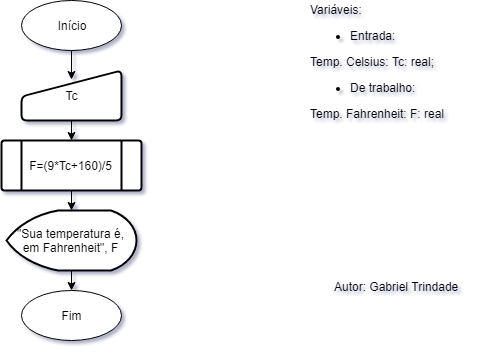 Início
Tc
F=(9*Tc+160)/5
"Sua temperatura é,
em Fahrenheit", F
Fim
Variáveis:
Entrada:
Temp. Celsius: Tc: real;
De trabalho:
Temp. Fahrenheit: F: real
Autor: Gabriel Trindade